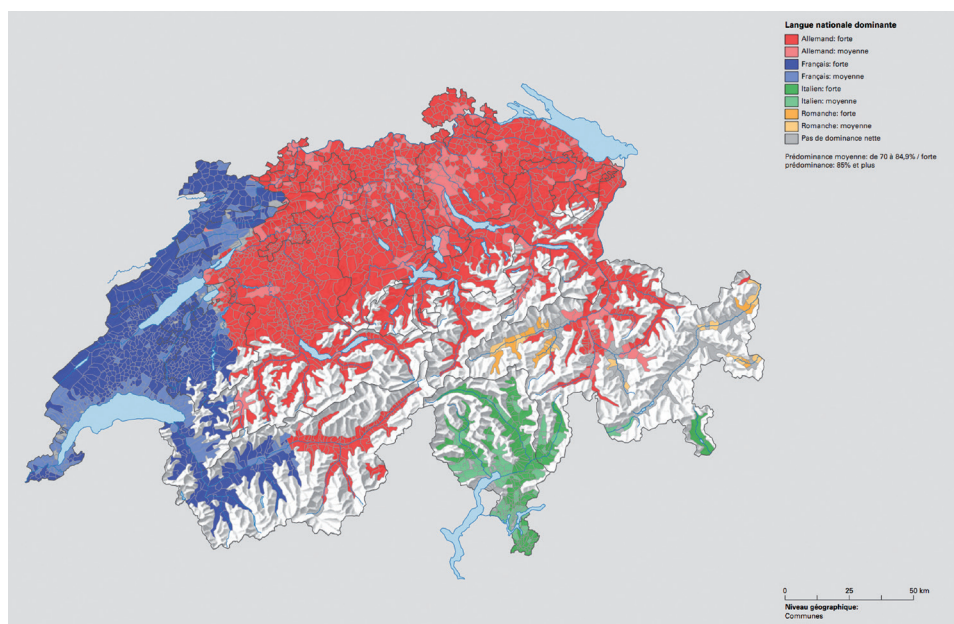 Langue nationale dominante
Allemand: forte
Allemand: moyenne
Français: forte
Français: moyenne
Italien: forte
Italien: moyenne
Romanche: forte
Romanche: moyenne
Pas de dominance nette
Prédominance moyenne: de 70 à 84,9% / forte
prédominance: 85% et plus
0 25 50 km
Niveau géographique:
Communes